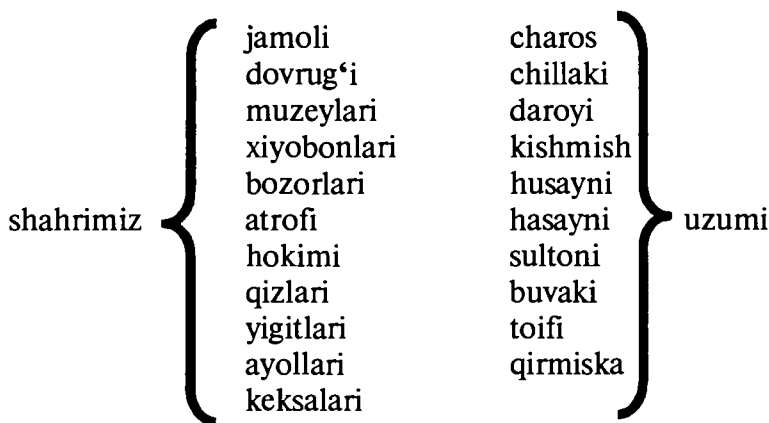 jamoli charos
dovrug‘i chillaki
muzeylari daroyi
xiyobonlari kishmish
bozorlari husayni
shahrimiz atrofi hasayni uzumi
hokimi sultoni
qizlari buvaki
yigitlari toifi
ayollari qirmiska
keksalari